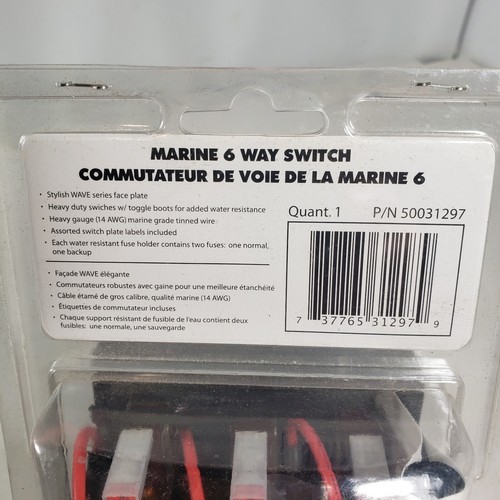 MARINE 6 WAY SWITCH
COMMUTATEUR DE VOIE DE LA MARINE 6
• Stylish WAVE series face plate
• Heavy duty swiches w/ toggle boots for added water resistance
• Heavy gauge (14 AWG) marine grade tinned wire
• Assorted switch plate labels included
• Each water resistant fuse holder contains two fuses: one normal,
one backup
• Façade WAVE élégante
• Commutateurs robustes avec gaine pour une meilleure étanchéité
• Câble étamé de gros calibre, qualité marine (14 AWG)
• Étiquettes de commutateur incluses
• Chaque support résistant de fusible de l'eau contient deux
fusibles: une normale, une sauvegarde
Quant. 1 P/N 50031297
7 37765 31297 9